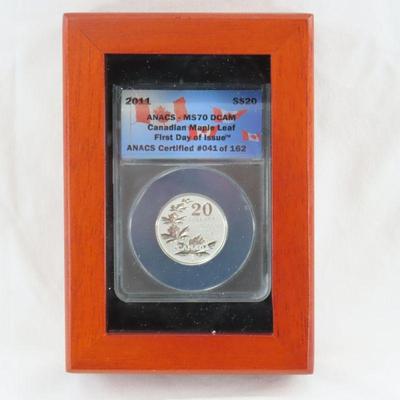 2011 S$20
ANACS - MS70 DCAM
Canadian Maple Leaf
First Day of Issue™
ANACS Certified #041 of 162
20
DOLLARS
CANADA